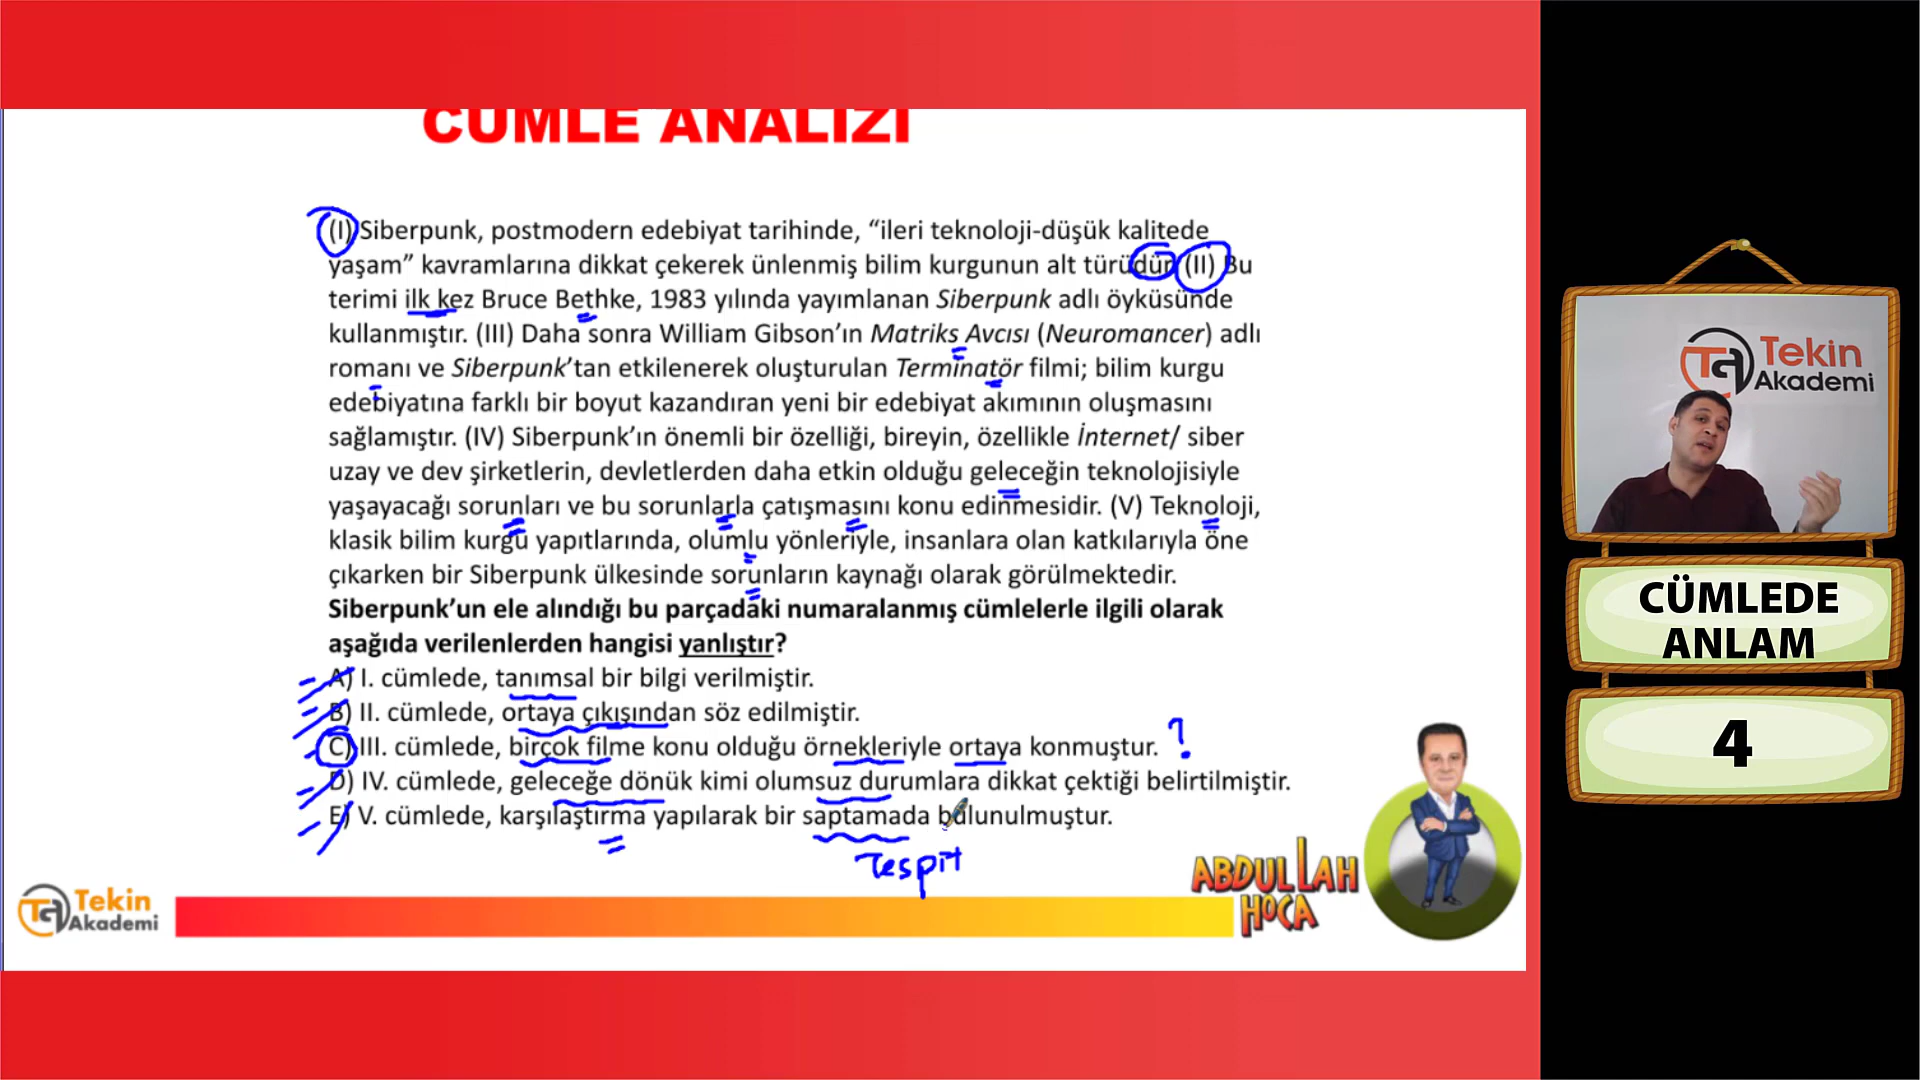 CÜMLE ANALİZİ
(I) Siberpunk, postmodern edebiyat tarihinde, “ileri teknoloji-düşük kalitede
yaşam” kavramlarına dikkat çekerek ünlenmiş bilim kurgunun alt türüdür. (II) Bu
terimi ilk kez Bruce Bethke, 1983 yılında yayımlanan Siberpunk adlı öyküsünde
kullanmıştır. (III) Daha sonra William Gibson’ın Matriks Avcısı (Neuromancer) adlı
romanı ve Siberpunk’tan etkilenerek oluşturulan Terminatör filmi; bilim kurgu
edebiyatına farklı bir boyut kazandıran yeni bir edebiyat akımının oluşmasını
sağlamıştır. (IV) Siberpunk’ın önemli bir özelliği, bireyin, özellikle İnternet/ siber
uzay ve dev şirketlerin, devletlerden daha etkin olduğu geleceğin teknolojisiyle
yaşayacağı sorunları ve bu sorunlarla çatışmasını konu edinmesidir. (V) Teknoloji,
klasik bilim kurgu yapıtlarında, olumlu yönleriyle, insanlara olan katkılarıyla öne
çıkarken bir Siberpunk ülkesinde sorunların kaynağı olarak görülmektedir.
Siberpunk’un ele alındığı bu parçadaki numaralanmış cümlelerle ilgili olarak
aşağıda verilenlerden hangisi yanlıştır?
A) I. cümlede, tanımsal bir bilgi verilmiştir.
B) II. cümlede, ortaya çıkışından söz edilmiştir.
C) III. cümlede, birçok filme konu olduğu örnekleriyle ortaya konmuştur. ?
D) IV. cümlede, geleceğe dönük kimi olumsuz durumlara dikkat çektiği belirtilmiştir.
E) V. cümlede, karşılaştırma yapılarak bir saptamada bulunulmuştur.
Tespit
Tekin
Akademi
ABDULLAH
HOCA
Tekin
Akademi
CÜMLEDE
ANLAM
4